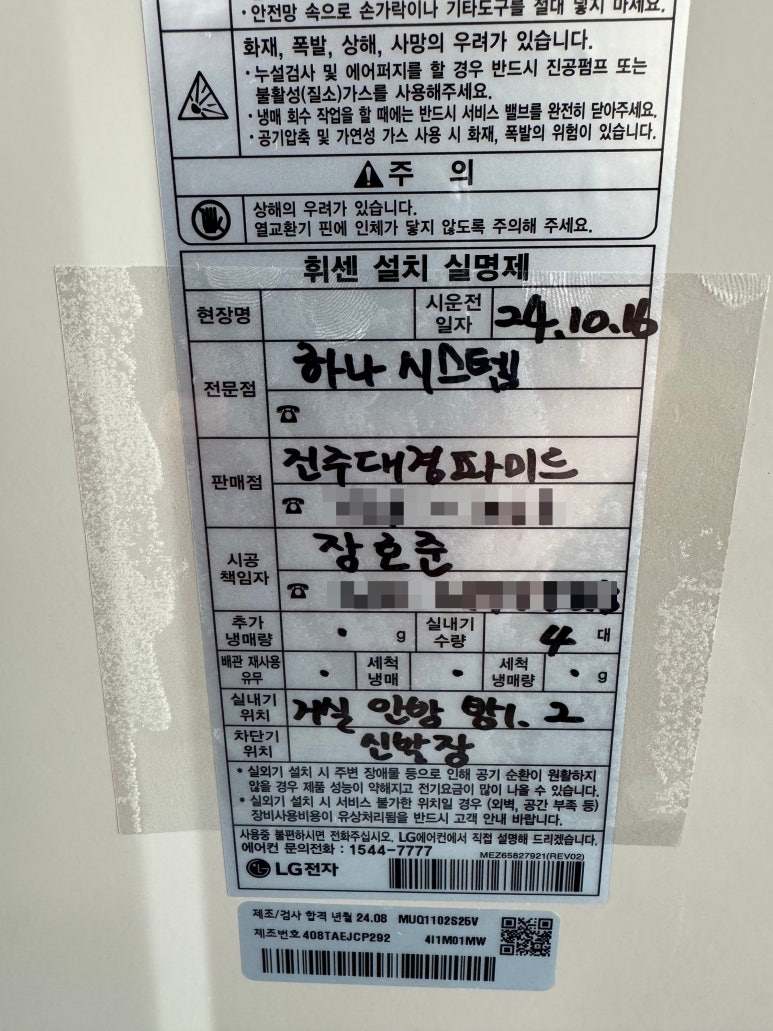 · 안전망 속으로 손가락이나 기타도구를 절대 넣지 마세요.
화재, 폭발, 상해, 사망의 우려가 있습니다.
· 누설검사 및 에어퍼지를 할 경우 반드시 진공펌프 또는
불활성(질소)가스를 사용해주세요.
· 냉매 회수 작업을 할 때에는 반드시 서비스 밸브를 완전히 닫아주세요.
· 공기압축 및 가연성 가스 사용 시 화재, 폭발의 위험이 있습니다.
주 의
상해의 우려가 있습니다.
열교환기 핀에 인체가 닿지 않도록 주의해 주세요.
휘센 설치 실명제
현장명 시운전 일자 24.10.16
전문점 하나 시스템
☎
판매점 전주대경파미드
☎
시공 책임자 장호준
☎
추가 냉매량 · g 실내기 수량 4 대
배관 재사용 유무 · 세척 냉매 · 세척 냉매량 · g
실내기 위치 거실 안방 방1. 2
차단기 위치 신발장
* 실외기 설치 시 주변 장애물 등으로 인해 공기 순환이 원활하지
않을 경우 제품 성능이 약해지고 전기요금이 많이 나올 수 있습니다.
* 실외기 설치 시 서비스 불가한 위치일 경우 (외벽, 공간 부족 등)
장비사용비용이 유상처리됨을 반드시 고객 안내 바랍니다.
사용중 불편하시면 전화주십시오. LG에어컨에서 직접 설명해 드리겠습니다.
에어컨 문의전화 : 1544-7777
MEZ65827921(REV02)
LG전자
제조/검사 합격 년월 24.08 MUQ1102S25V
제조번호 408TAEJCP292 4I1M01MW